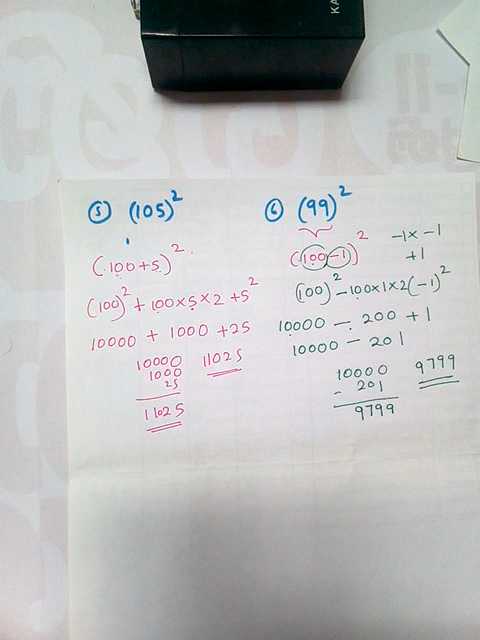 KA
⑤ (105)²
(100+5)²
(100)² + 100×5×2 + 5²
10000 + 1000 + 25
10000
1000
25
11025
11025
⑥ (99)²
(100-1)²
-1× -1
+1
(100)² - 100×1×2(-1)²
10000 - 200 + 1
10000 - 201
10000
- 201
9799
9799